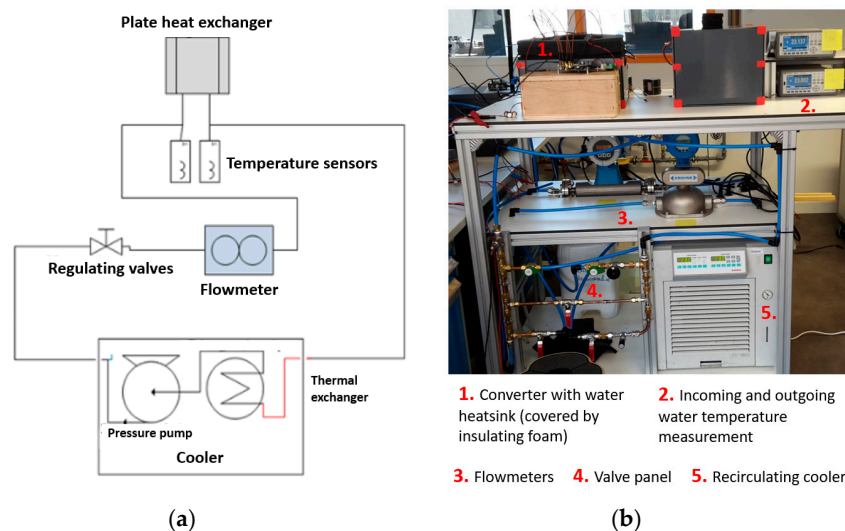 Plate heat exchanger
Temperature sensors
Regulating valves
Flowmeter
Thermal
exchanger
Pressure pump
Cooler
(a)
1.
2.
3.
4.
5.
1. Converter with water
heatsink (covered by
insulating foam)
2. Incoming and outgoing
water temperature
measurement
3. Flowmeters 4. Valve panel 5. Recirculating cooler
(b)